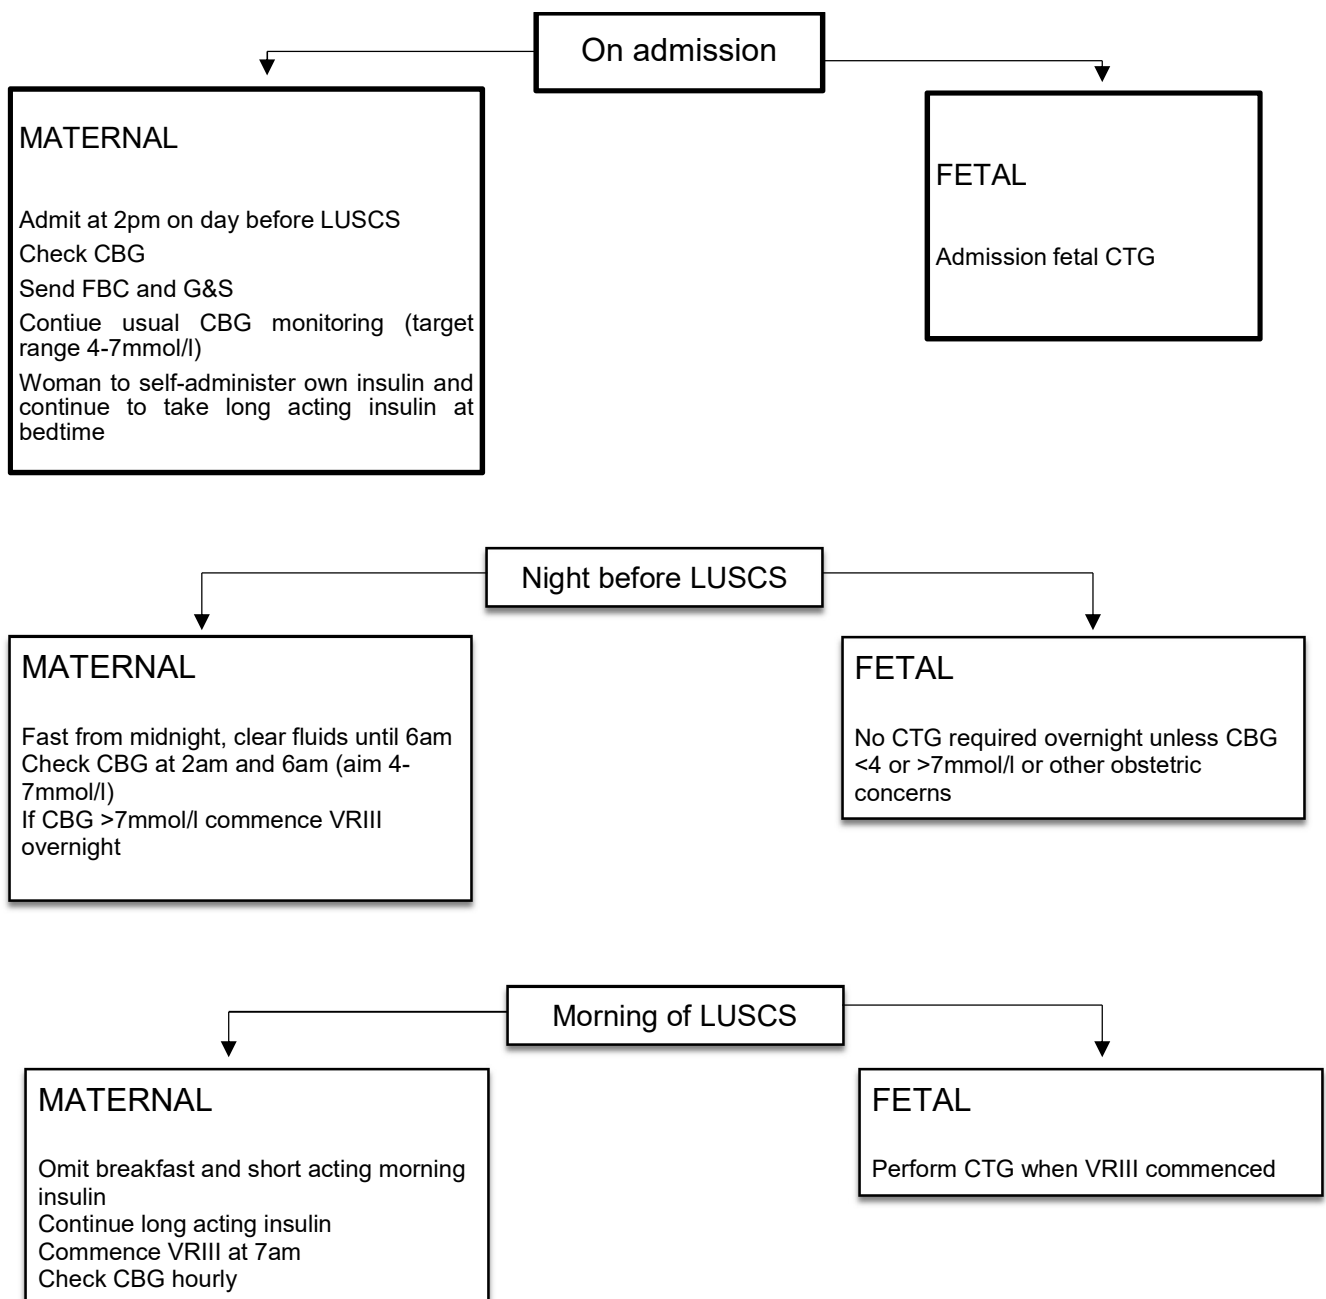 On admission
MATERNAL
Admit at 2pm on day before LUSCS
Check CBG
Send FBC and G&S
Contiue usual CBG monitoring (target
range 4-7mmol/l)
Woman to self-administer own insulin and
continue to take long acting insulin at
bedtime
FETAL
Admission fetal CTG
Night before LUSCS
MATERNAL
Fast from midnight, clear fluids until 6am
Check CBG at 2am and 6am (aim 4-
7mmol/l)
If CBG >7mmol/l commence VRIII
overnight
FETAL
No CTG required overnight unless CBG
<4 or >7mmol/l or other obstetric
concerns
Morning of LUSCS
MATERNAL
Omit breakfast and short acting morning
insulin
Continue long acting insulin
Commence VRIII at 7am
Check CBG hourly
FETAL
Perform CTG when VRIII commenced